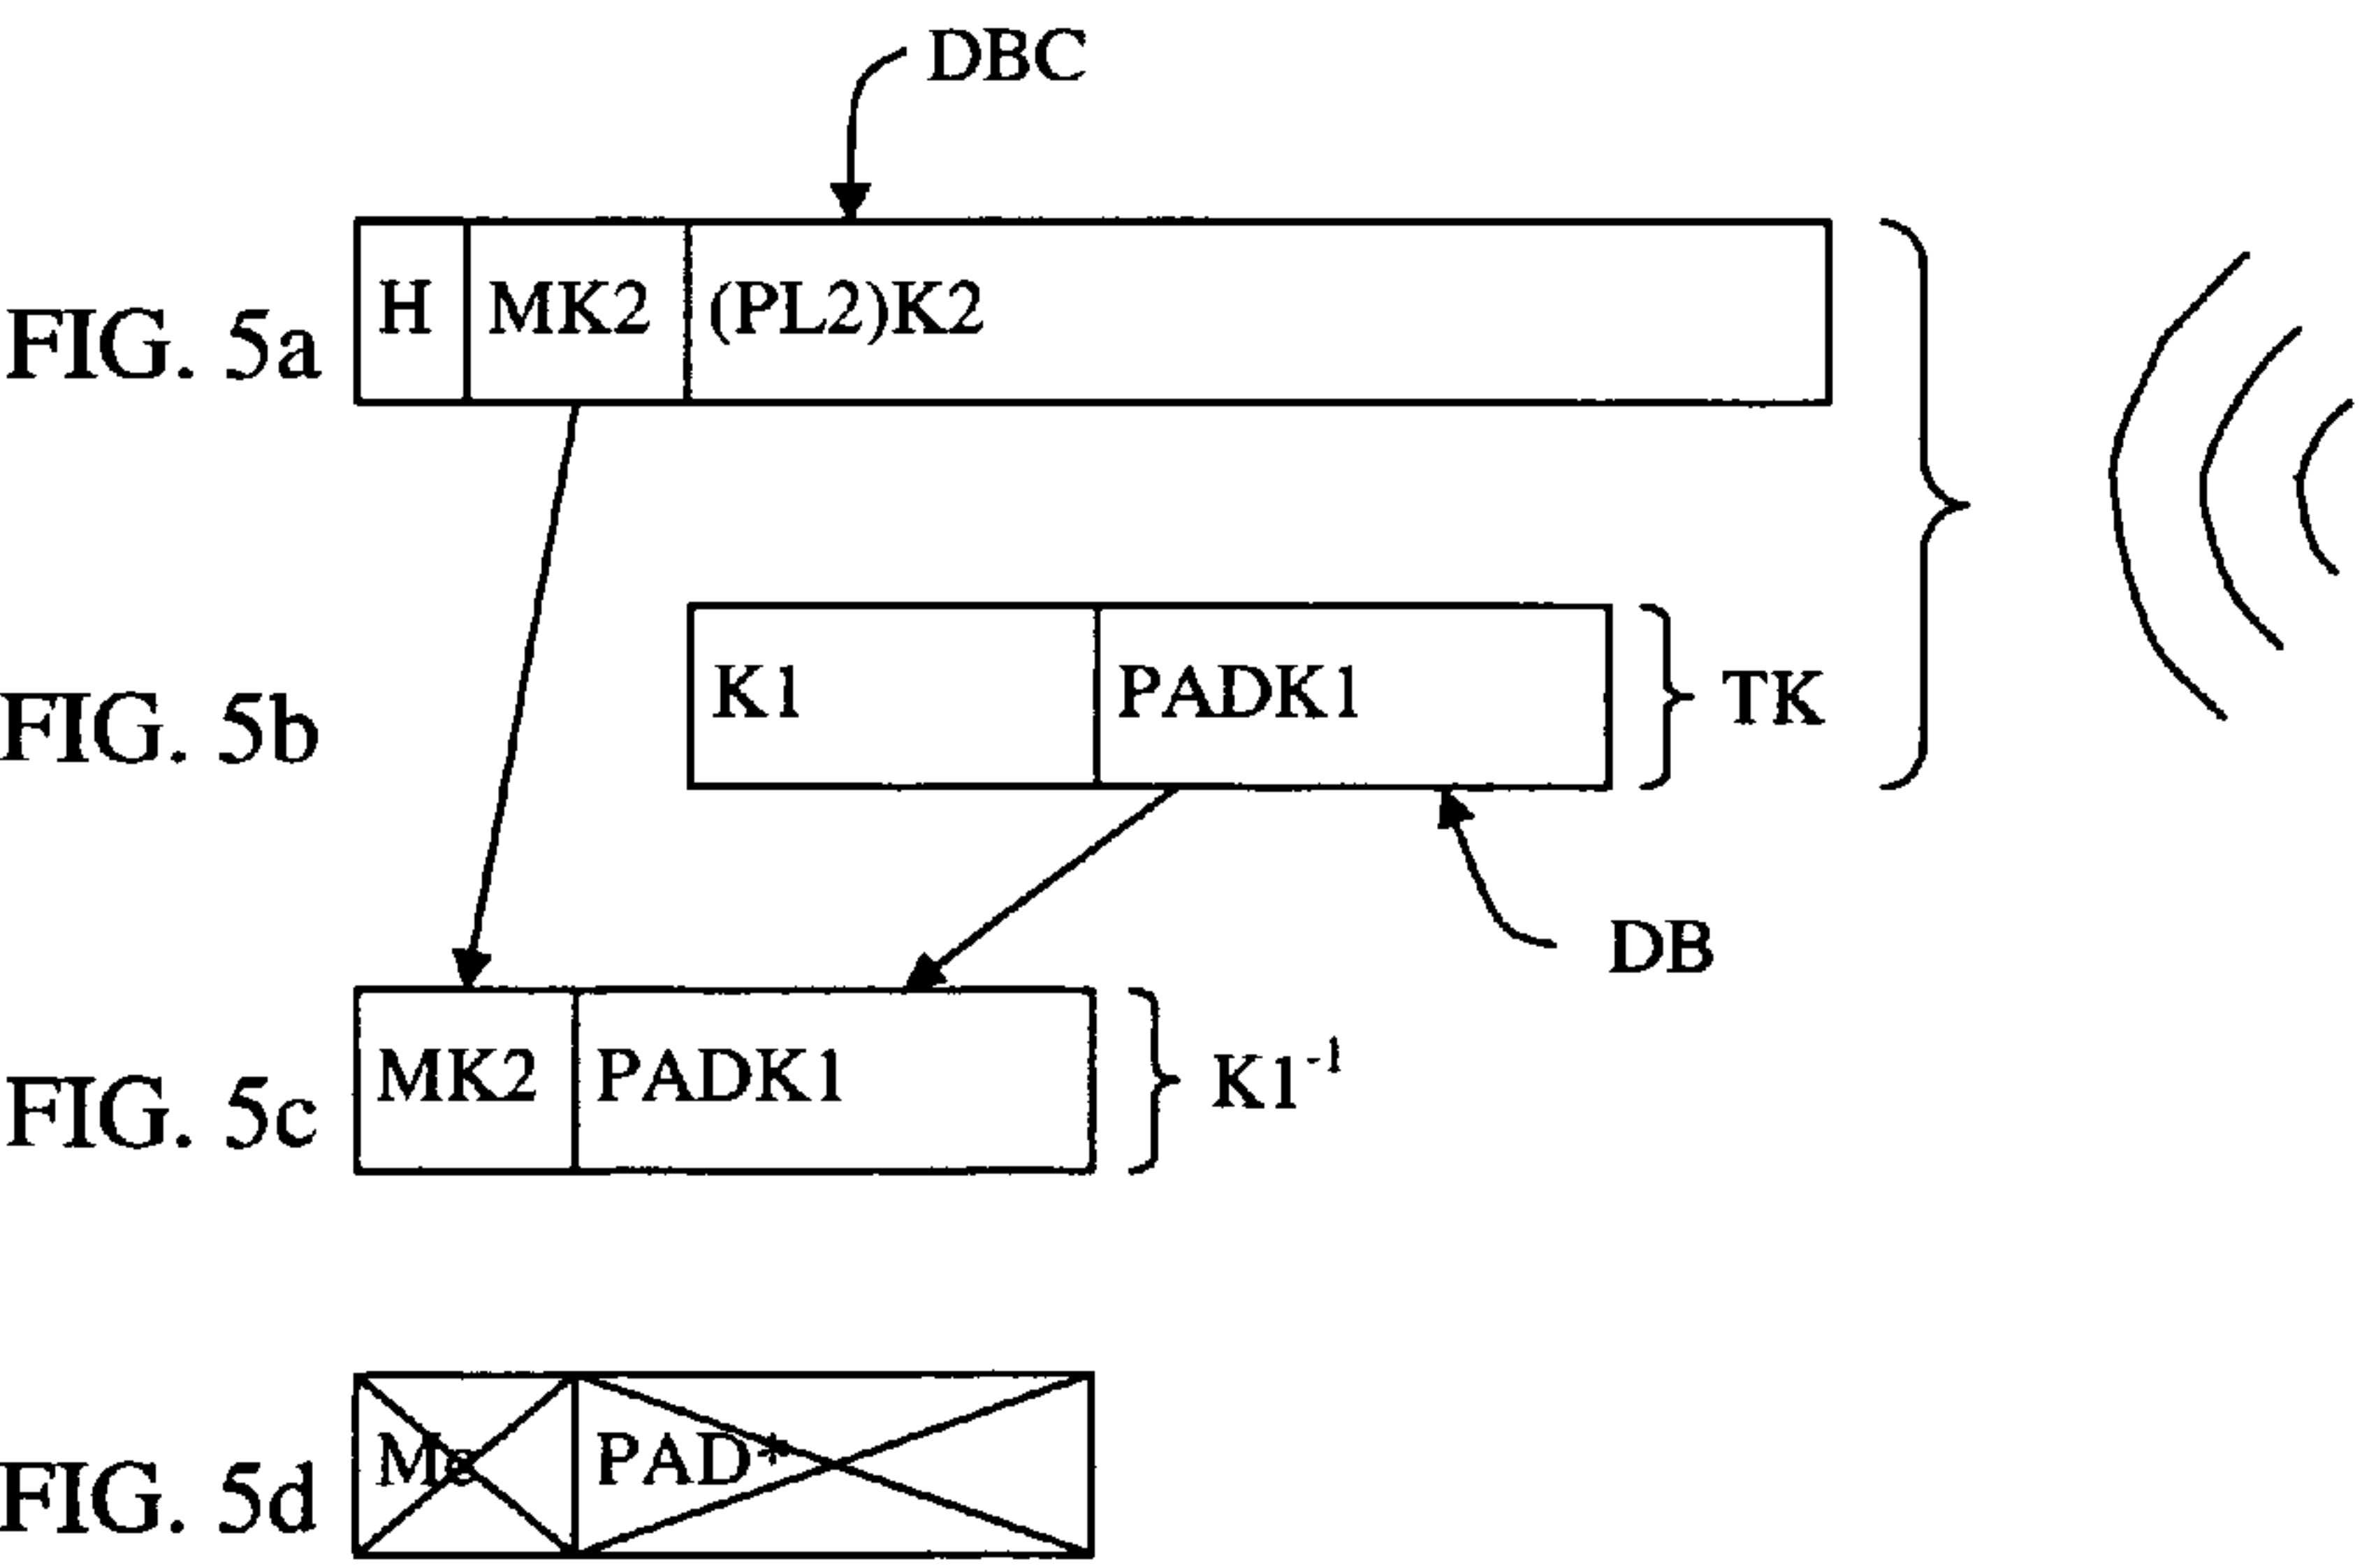 DBC
FIG. 5a
H MK2 (PL2)K2
FIG. 5b
K1 PADK1 TK
DB
FIG. 5c
MK2 PADK1 K1⁻¹
FIG. 5d
Me PAD*